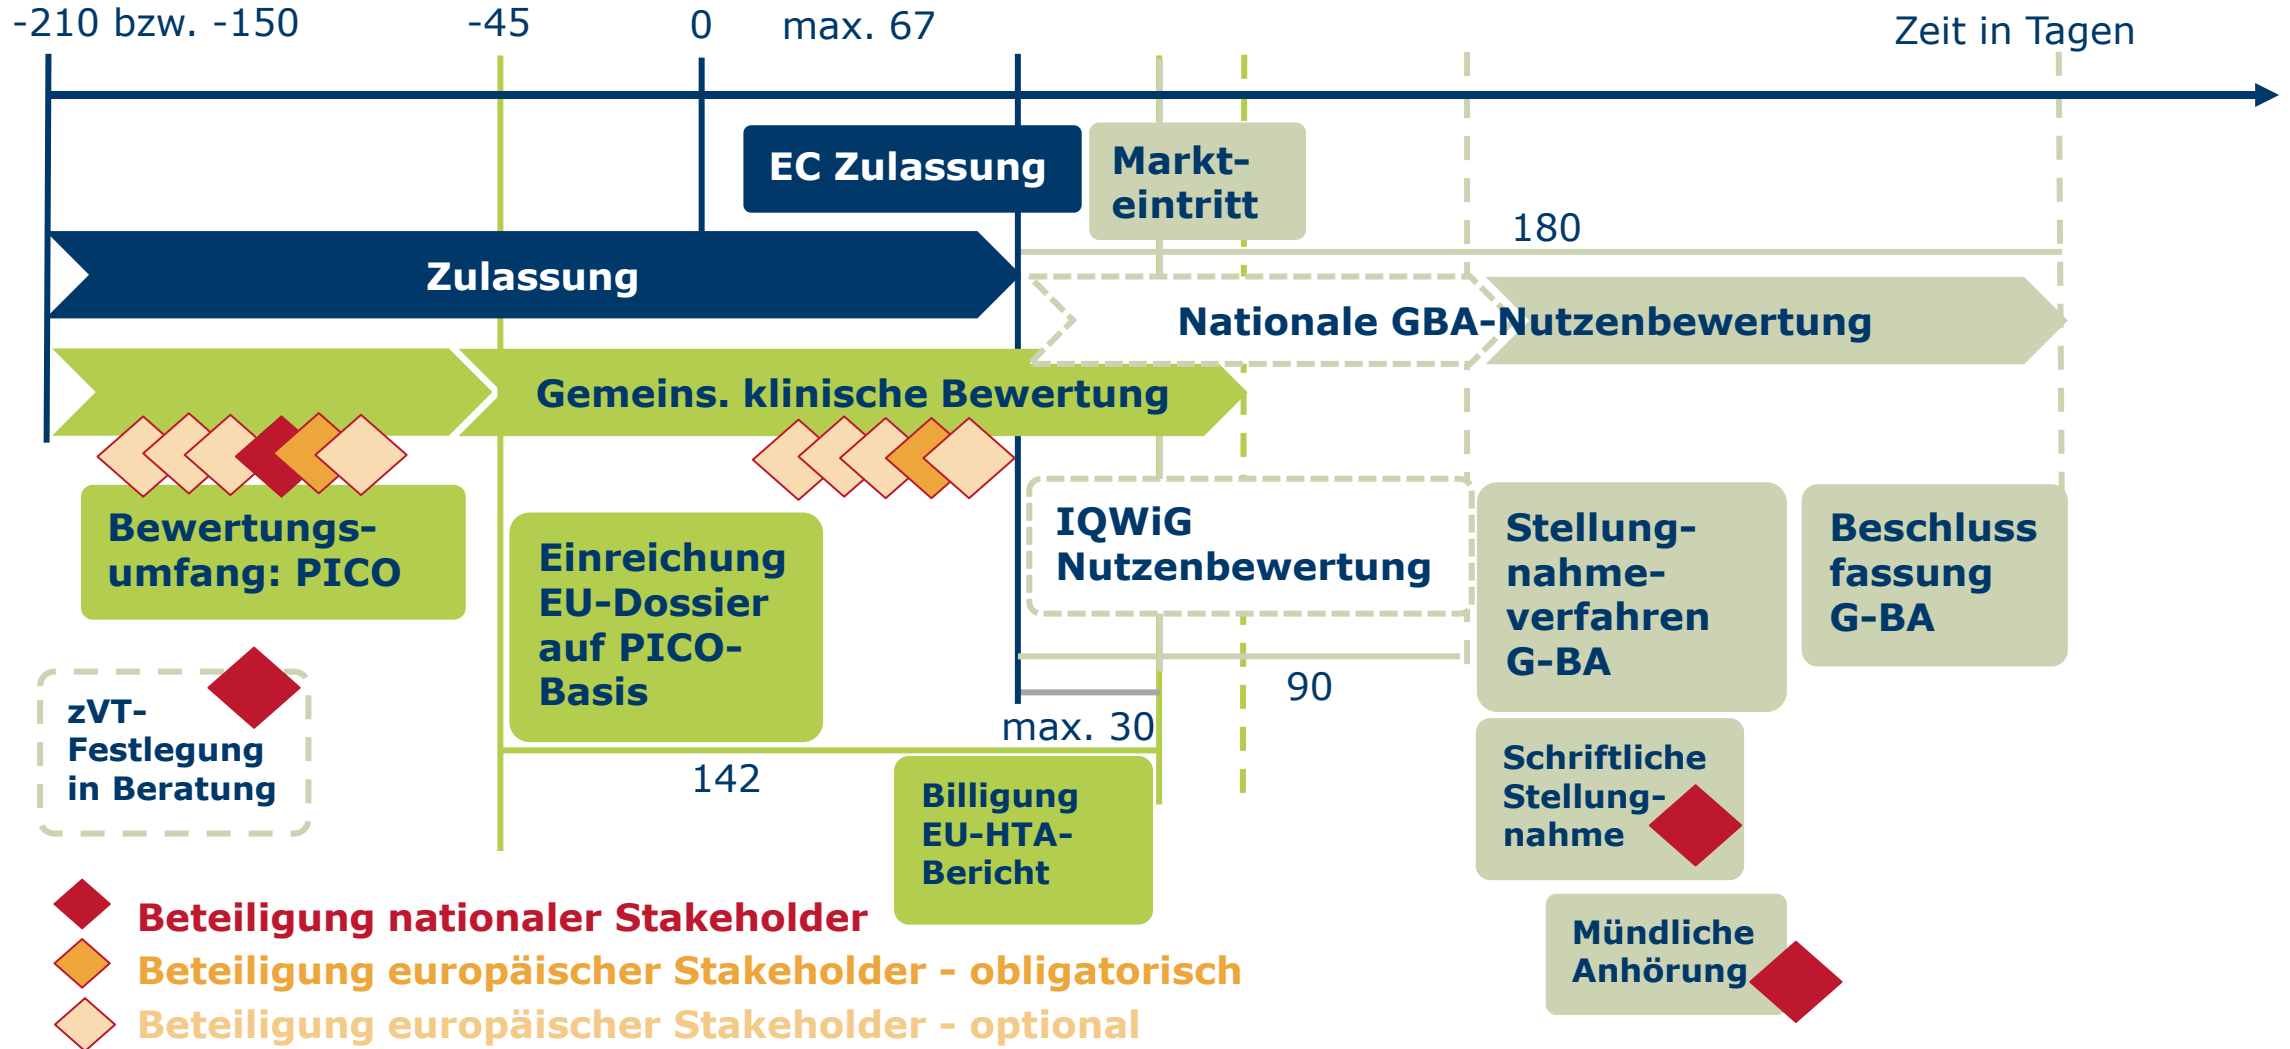 -210 bzw. -150
-45
0
max. 67
Zeit in Tagen
EC Zulassung
Markt-
eintritt
180
Zulassung
Nationale GBA-Nutzenbewertung
Gemeins. klinische Bewertung
Bewertungs-
umfang: PICO
Einreichung
EU-Dossier
auf PICO-
Basis
IQWiG
Nutzenbewertung
Stellung-
nahme-
verfahren
G-BA
Beschluss
fassung
G-BA
zVT-
Festlegung
in Beratung
90
max. 30
142
Billigung
EU-HTA-
Bericht
Schriftliche
Stellung-
nahme
Mündliche
Anhörung
Beteiligung nationaler Stakeholder
Beteiligung europäischer Stakeholder - obligatorisch
Beteiligung europäischer Stakeholder - optional